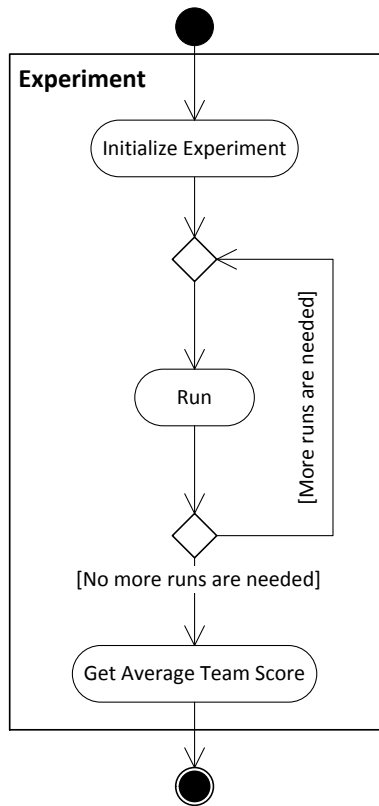 Experiment
Initialize Experiment
Run
[More runs are needed]
[No more runs are needed]
Get Average Team Score